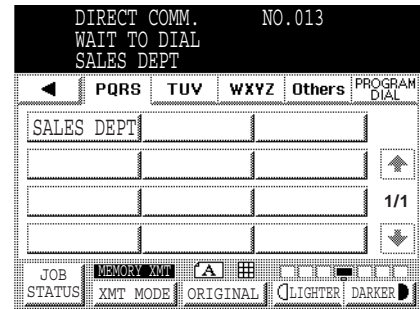 DIRECT COMM. NO.013
WAIT TO DIAL
SALES DEPT
PQRS TUV WXYZ Others PROGRAM DIAL
SALES DEPT
1/1
JOB STATUS
MEMORY XMT A
XMT MODE ORIGINAL LIGHTER DARKER